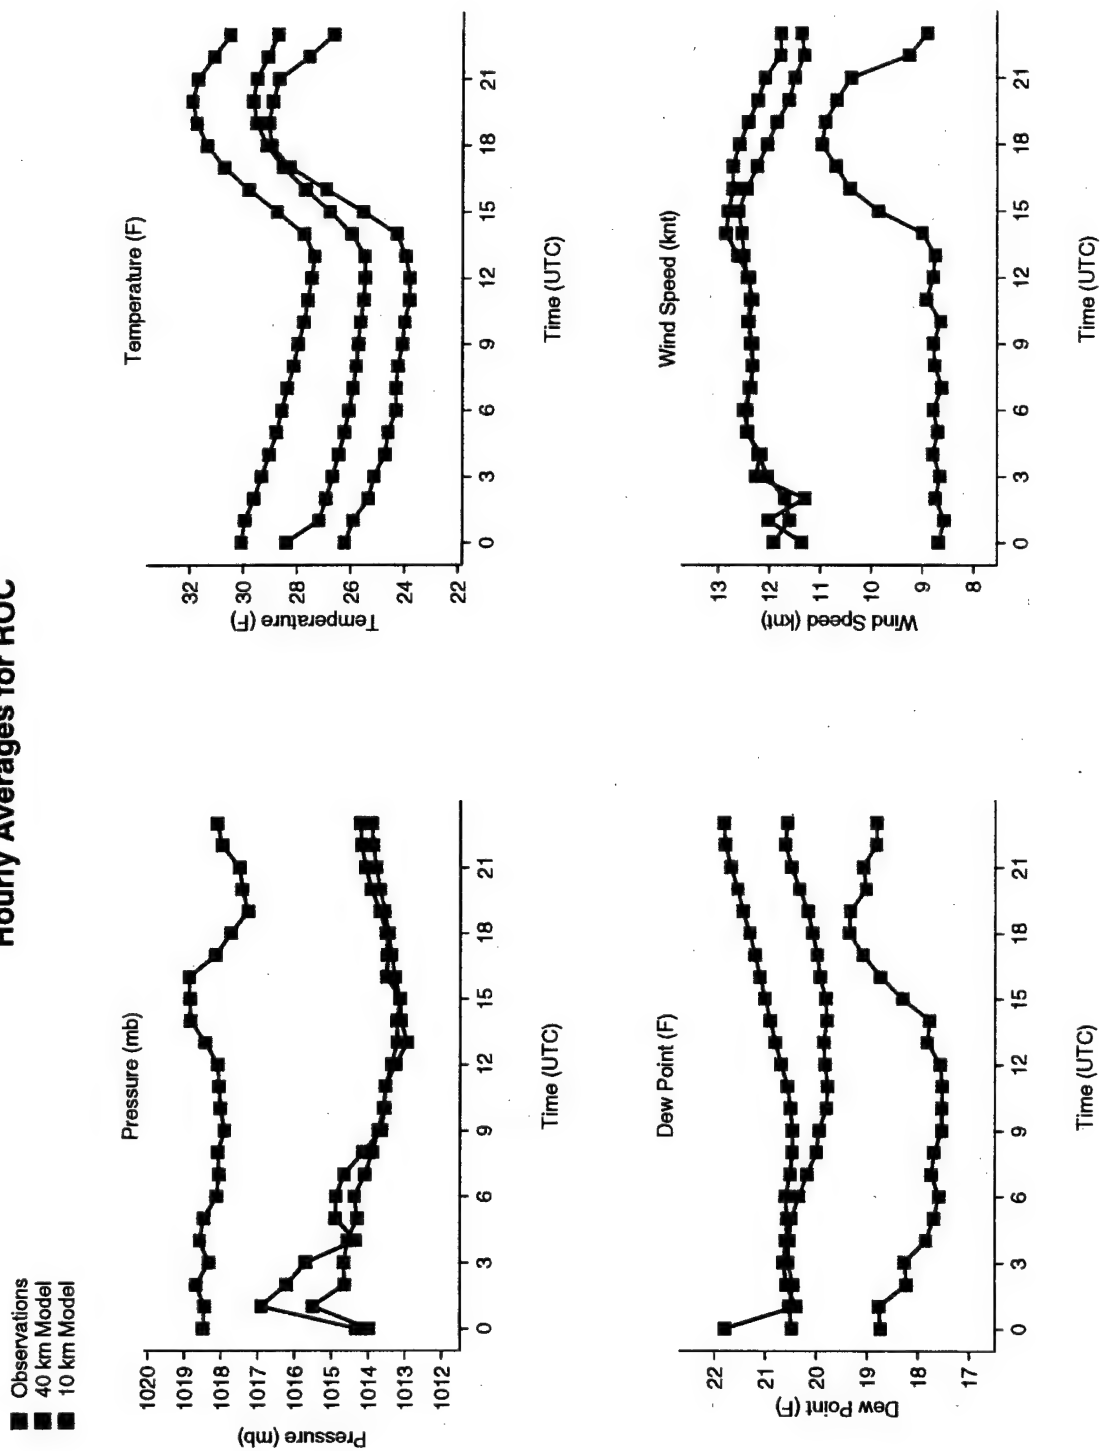 Hourly Averages for ROC
Observations
40 km Model
10 km Model
Pressure (mb)
Pressure (mb)
1020
1019
1018
1017
1016
1015
1014
1013
1012
0 3 6 9 12 15 18 21
Time (UTC)
Temperature (F)
Temperature (F)
32
30
28
26
24
22
0 3 6 9 12 15 18 21
Time (UTC)
Dew Point (F)
Dew Point (F)
22
21
20
19
18
17
0 3 6 9 12 15 18 21
Time (UTC)
Wind Speed (knt)
Wind Speed (knt)
13
12
11
10
9
8
0 3 6 9 12 15 18 21
Time (UTC)